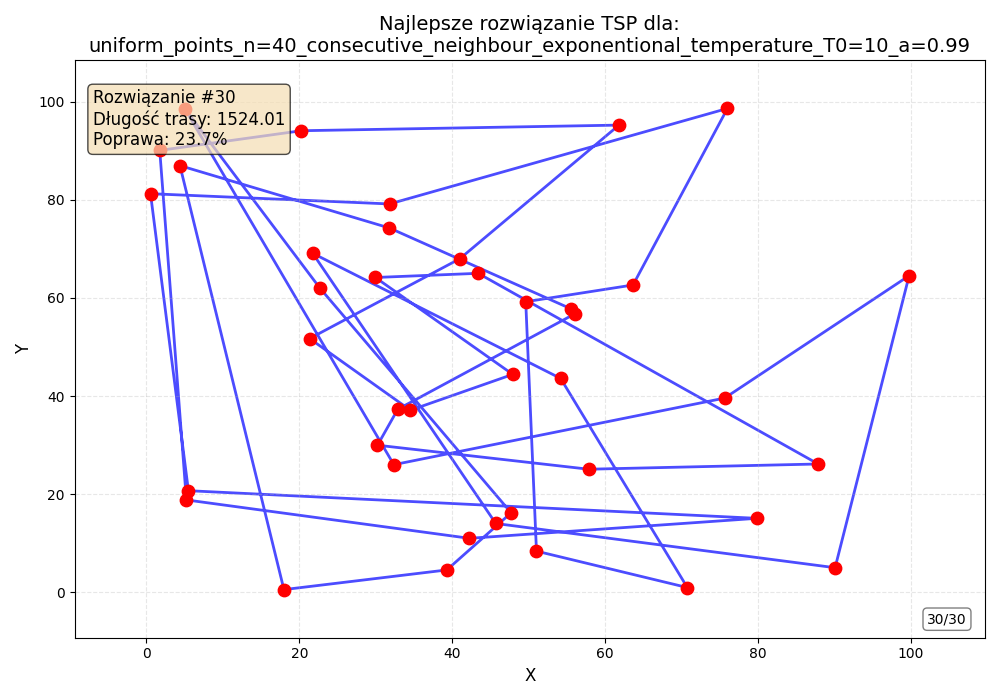 Najlepsze rozwiązanie TSP dla:
uniform_points_n=40_consecutive_neighbour_exponential_temperature_T0=10_a=0.99
Rozwiązanie #30
Długość trasy: 1524.01
Poprawa: 23.7%
100
80
60
40
20
0
Y
0 20 40 60 80 100
X
30/30